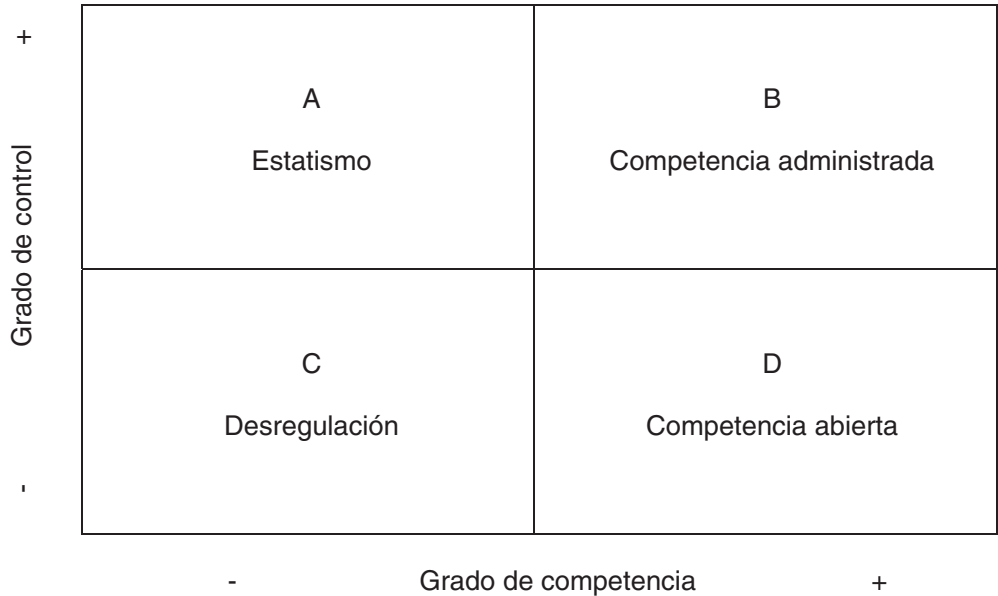 +
A
B
Estatismo
Competencia administrada
Grado de control
C
D
Desregulación
Competencia abierta
-
-
Grado de competencia
+